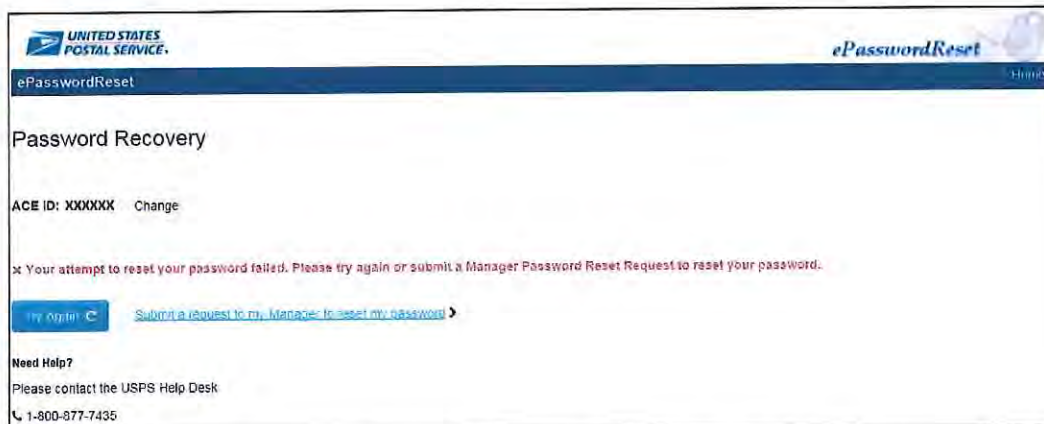 UNITED STATES
POSTAL SERVICE.
ePasswordReset
ePasswordReset Home
Password Recovery
ACE ID: XXXXXX Change
x Your attempt to reset your password failed. Please try again or submit a Manager Password Reset Request to reset your password.
Try Again Submit a request to my Manager to reset my password >
Need Help?
Please contact the USPS Help Desk
1-800-877-7435